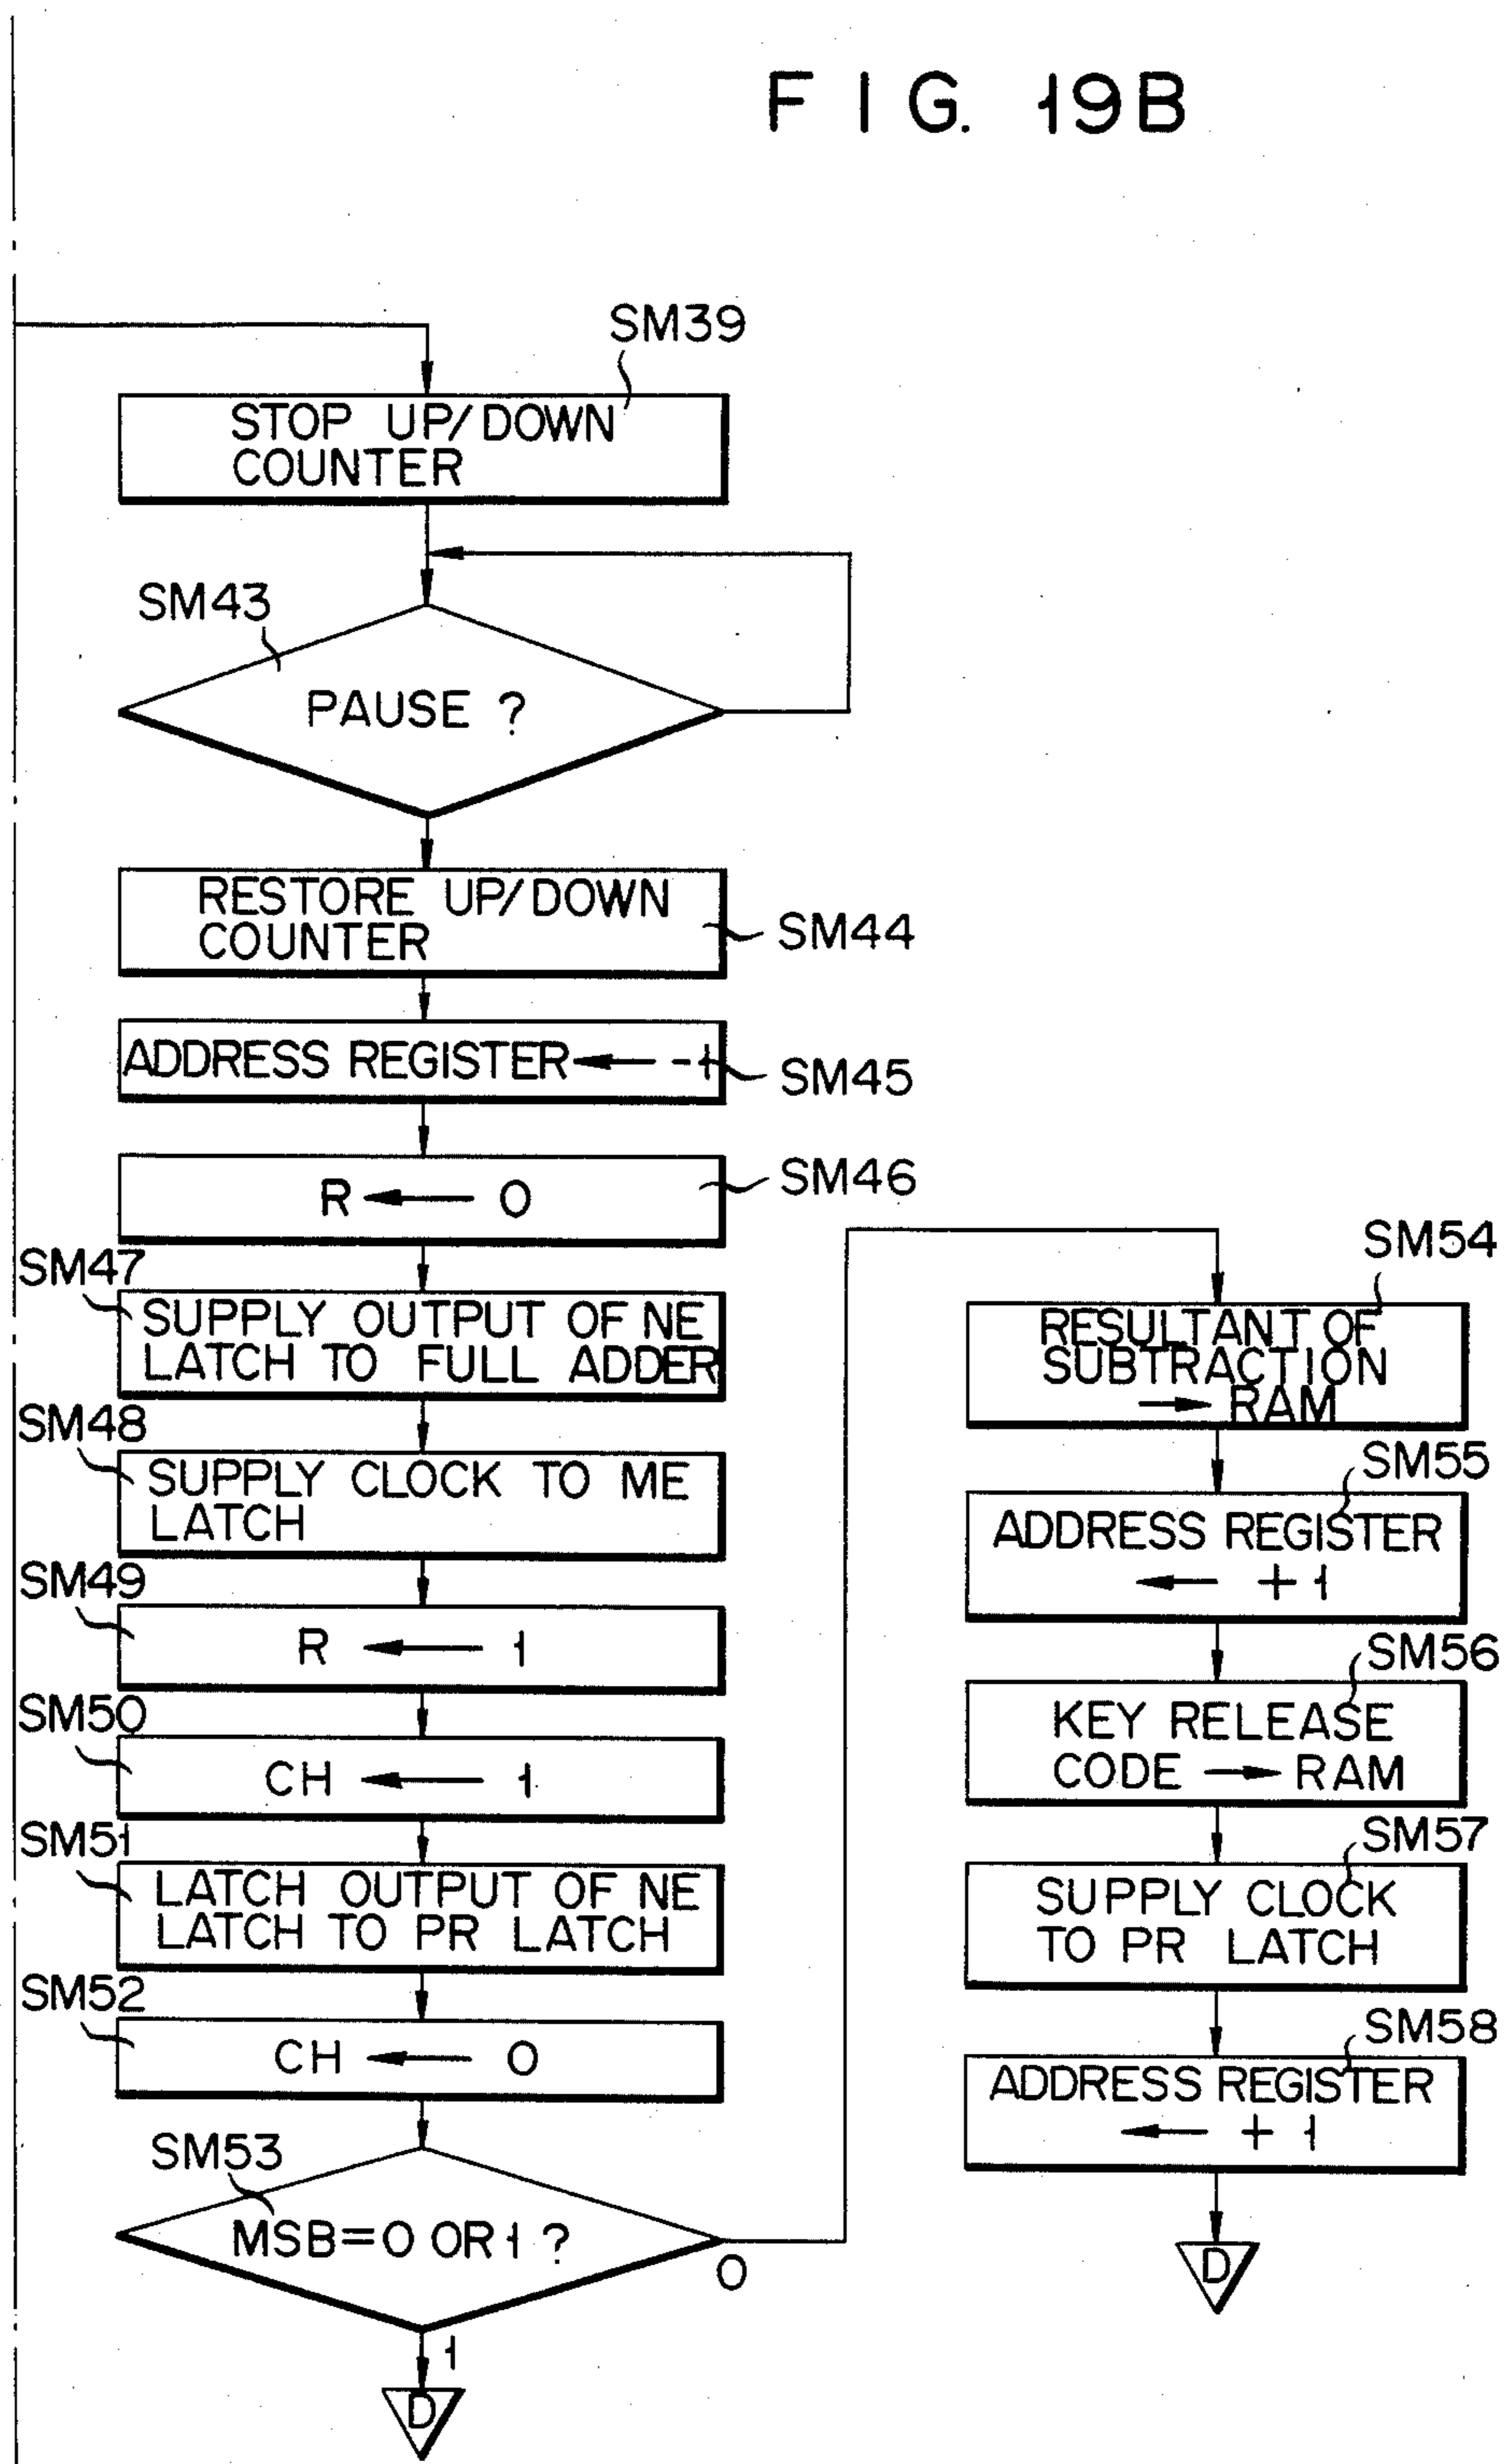 FIG. 19B
SM39
STOP UP/DOWN
COUNTER
SM43
PAUSE ?
RESTORE UP/DOWN
COUNTER
SM44
ADDRESS REGISTER ← -1
SM45
R ← 0
SM46
SM47
SUPPLY OUTPUT OF NE
LATCH TO FULL ADDER
SM48
SUPPLY CLOCK TO ME
LATCH
SM49
R ← 1
SM50
CH ← 1
SM51
LATCH OUTPUT OF NE
LATCH TO PR LATCH
SM52
CH ← 0
SM53
MSB=0 OR 1 ?
0
1
D
SM54
RESULTANT OF
SUBTRACTION
→ RAM
SM55
ADDRESS REGISTER
← +1
SM56
KEY RELEASE
CODE → RAM
SM57
SUPPLY CLOCK
TO PR LATCH
SM58
ADDRESS REGISTER
← + 1
D